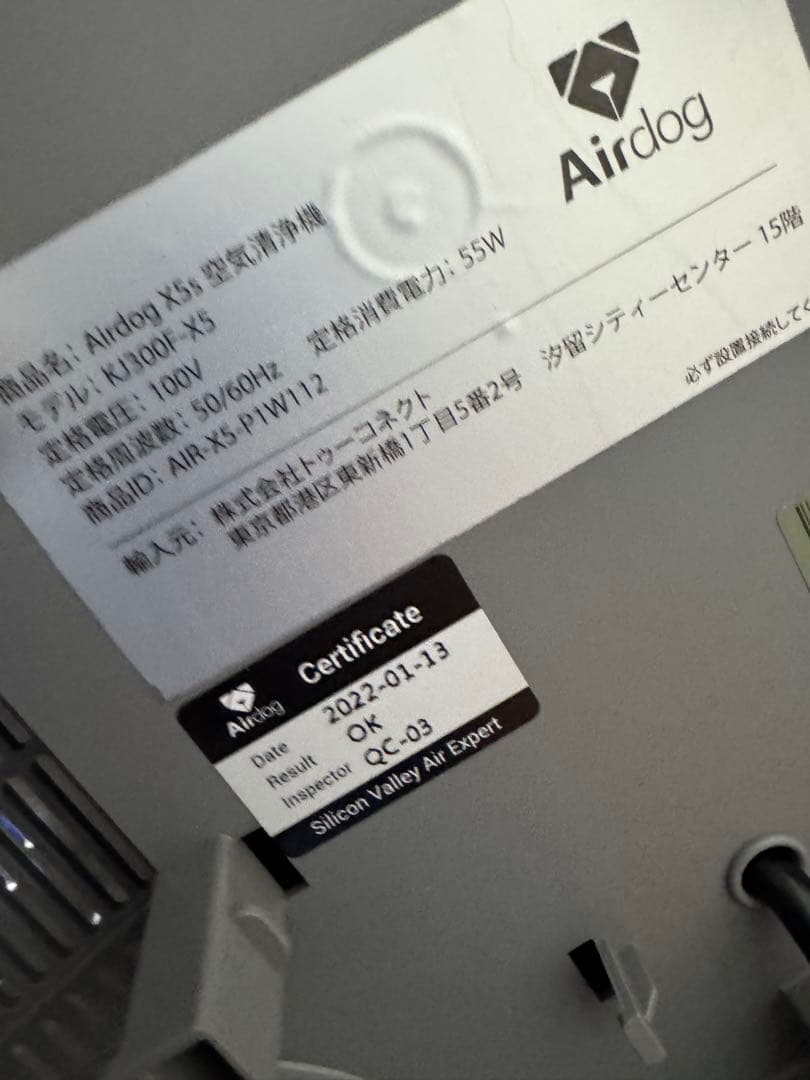 Airdog
商品名: Airdog X5s 空気清浄機
モデル: KJ300F-X5
定格電圧: 100V
定格周波数: 50/60Hz 定格消費電力: 55W
商品ID: AIR-X5-P1W112
輸入元: 株式会社トゥーコネクト
東京都港区東新橋1丁目5番2号 汐留シティーセンター 15階
必ず設置接続してく
Airdog Certificate
Date 2022-01-13
Result OK
Inspector QC-03
Silicon Valley Air Expert